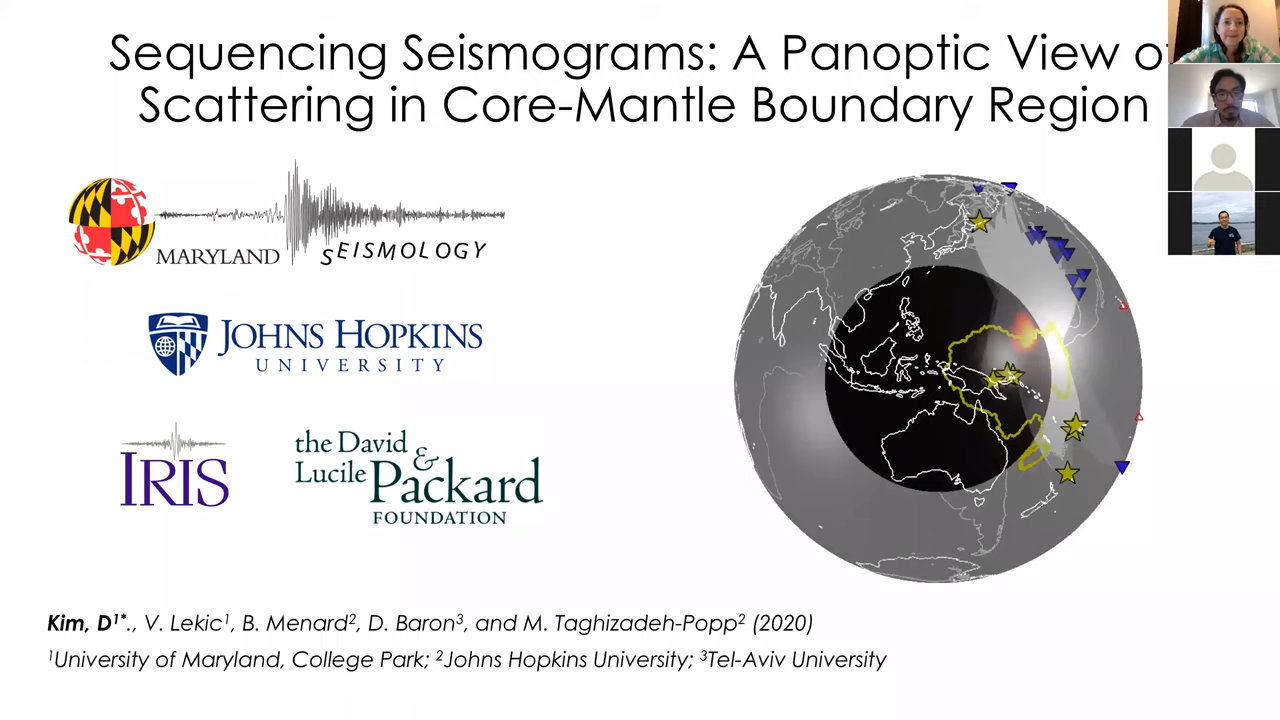 Sequencing Seismograms: A Panoptic View of
Scattering in Core-Mantle Boundary Region
MARYLAND SEISMOLOGY
JOHNS HOPKINS
UNIVERSITY
IRIS
the David &
Lucile Packard
FOUNDATION
Kim, D1*., V. Lekic1, B. Menard2, D. Baron3, and M. Taghizadeh-Popp2 (2020)
1University of Maryland, College Park; 2Johns Hopkins University; 3Tel-Aviv University